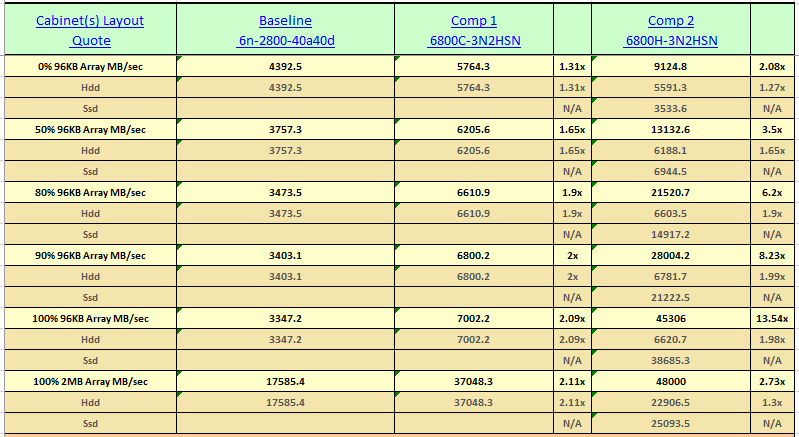 Cabinet(s) Layout Baseline Comp 1 Comp 2
Quote 6n-2800-40a40d 6800C-3N2HSN 6800H-3N2HSN
0% 96KB Array MB/sec 4392.5 5764.3 1.31x 9124.8 2.08x
Hdd 4392.5 5764.3 1.31x 5591.3 1.27x
Ssd N/A 3533.6 N/A
50% 96KB Array MB/sec 3757.3 6205.6 1.65x 13132.6 3.5x
Hdd 3757.3 6205.6 1.65x 6188.1 1.65x
Ssd N/A 6944.5 N/A
80% 96KB Array MB/sec 3473.5 6610.9 1.9x 21520.7 6.2x
Hdd 3473.5 6610.9 1.9x 6603.5 1.9x
Ssd N/A 14917.2 N/A
90% 96KB Array MB/sec 3403.1 6800.2 2x 28004.2 8.23x
Hdd 3403.1 6800.2 2x 6781.7 1.99x
Ssd N/A 21222.5 N/A
100% 96KB Array MB/sec 3347.2 7002.2 2.09x 45306 13.54x
Hdd 3347.2 7002.2 2.09x 6620.7 1.98x
Ssd N/A 38685.3 N/A
100% 2MB Array MB/sec 17585.4 37048.3 2.11x 48000 2.73x
Hdd 17585.4 37048.3 2.11x 22906.5 1.3x
Ssd N/A 25093.5 N/A